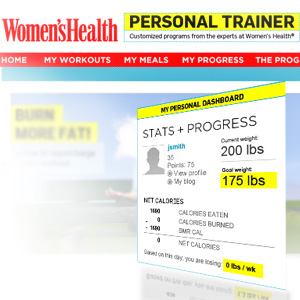 Women'sHealth
PERSONAL TRAINER
Customized programs from the experts at Women's Health®
HOME MY WORKOUTS MY MEALS MY PROGRESS THE PROG
BURN
MORE FAT!
MY PERSONAL DASHBOARD
STATS + PROGRESS
jsmith
35
Points: 75
View profile
My blog
Current weight:
200 lbs
Goal weight:
175 lbs
NET CALORIES
1690 CALORIES EATEN
- 0 CALORIES BURNED
- 1690 BMR CAL
0 NET CALORIES
Based on this day, you are losing: 0 lbs / wk